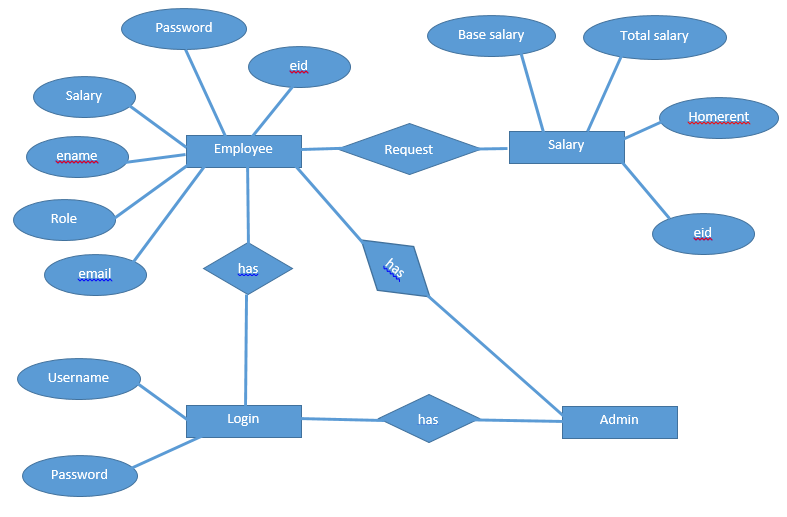 Password
Base salary
Total salary
eid
Salary
Homerent
Employee
Request
Salary
ename
Role
eid
email
has
has
Username
Login
has
Admin
Password